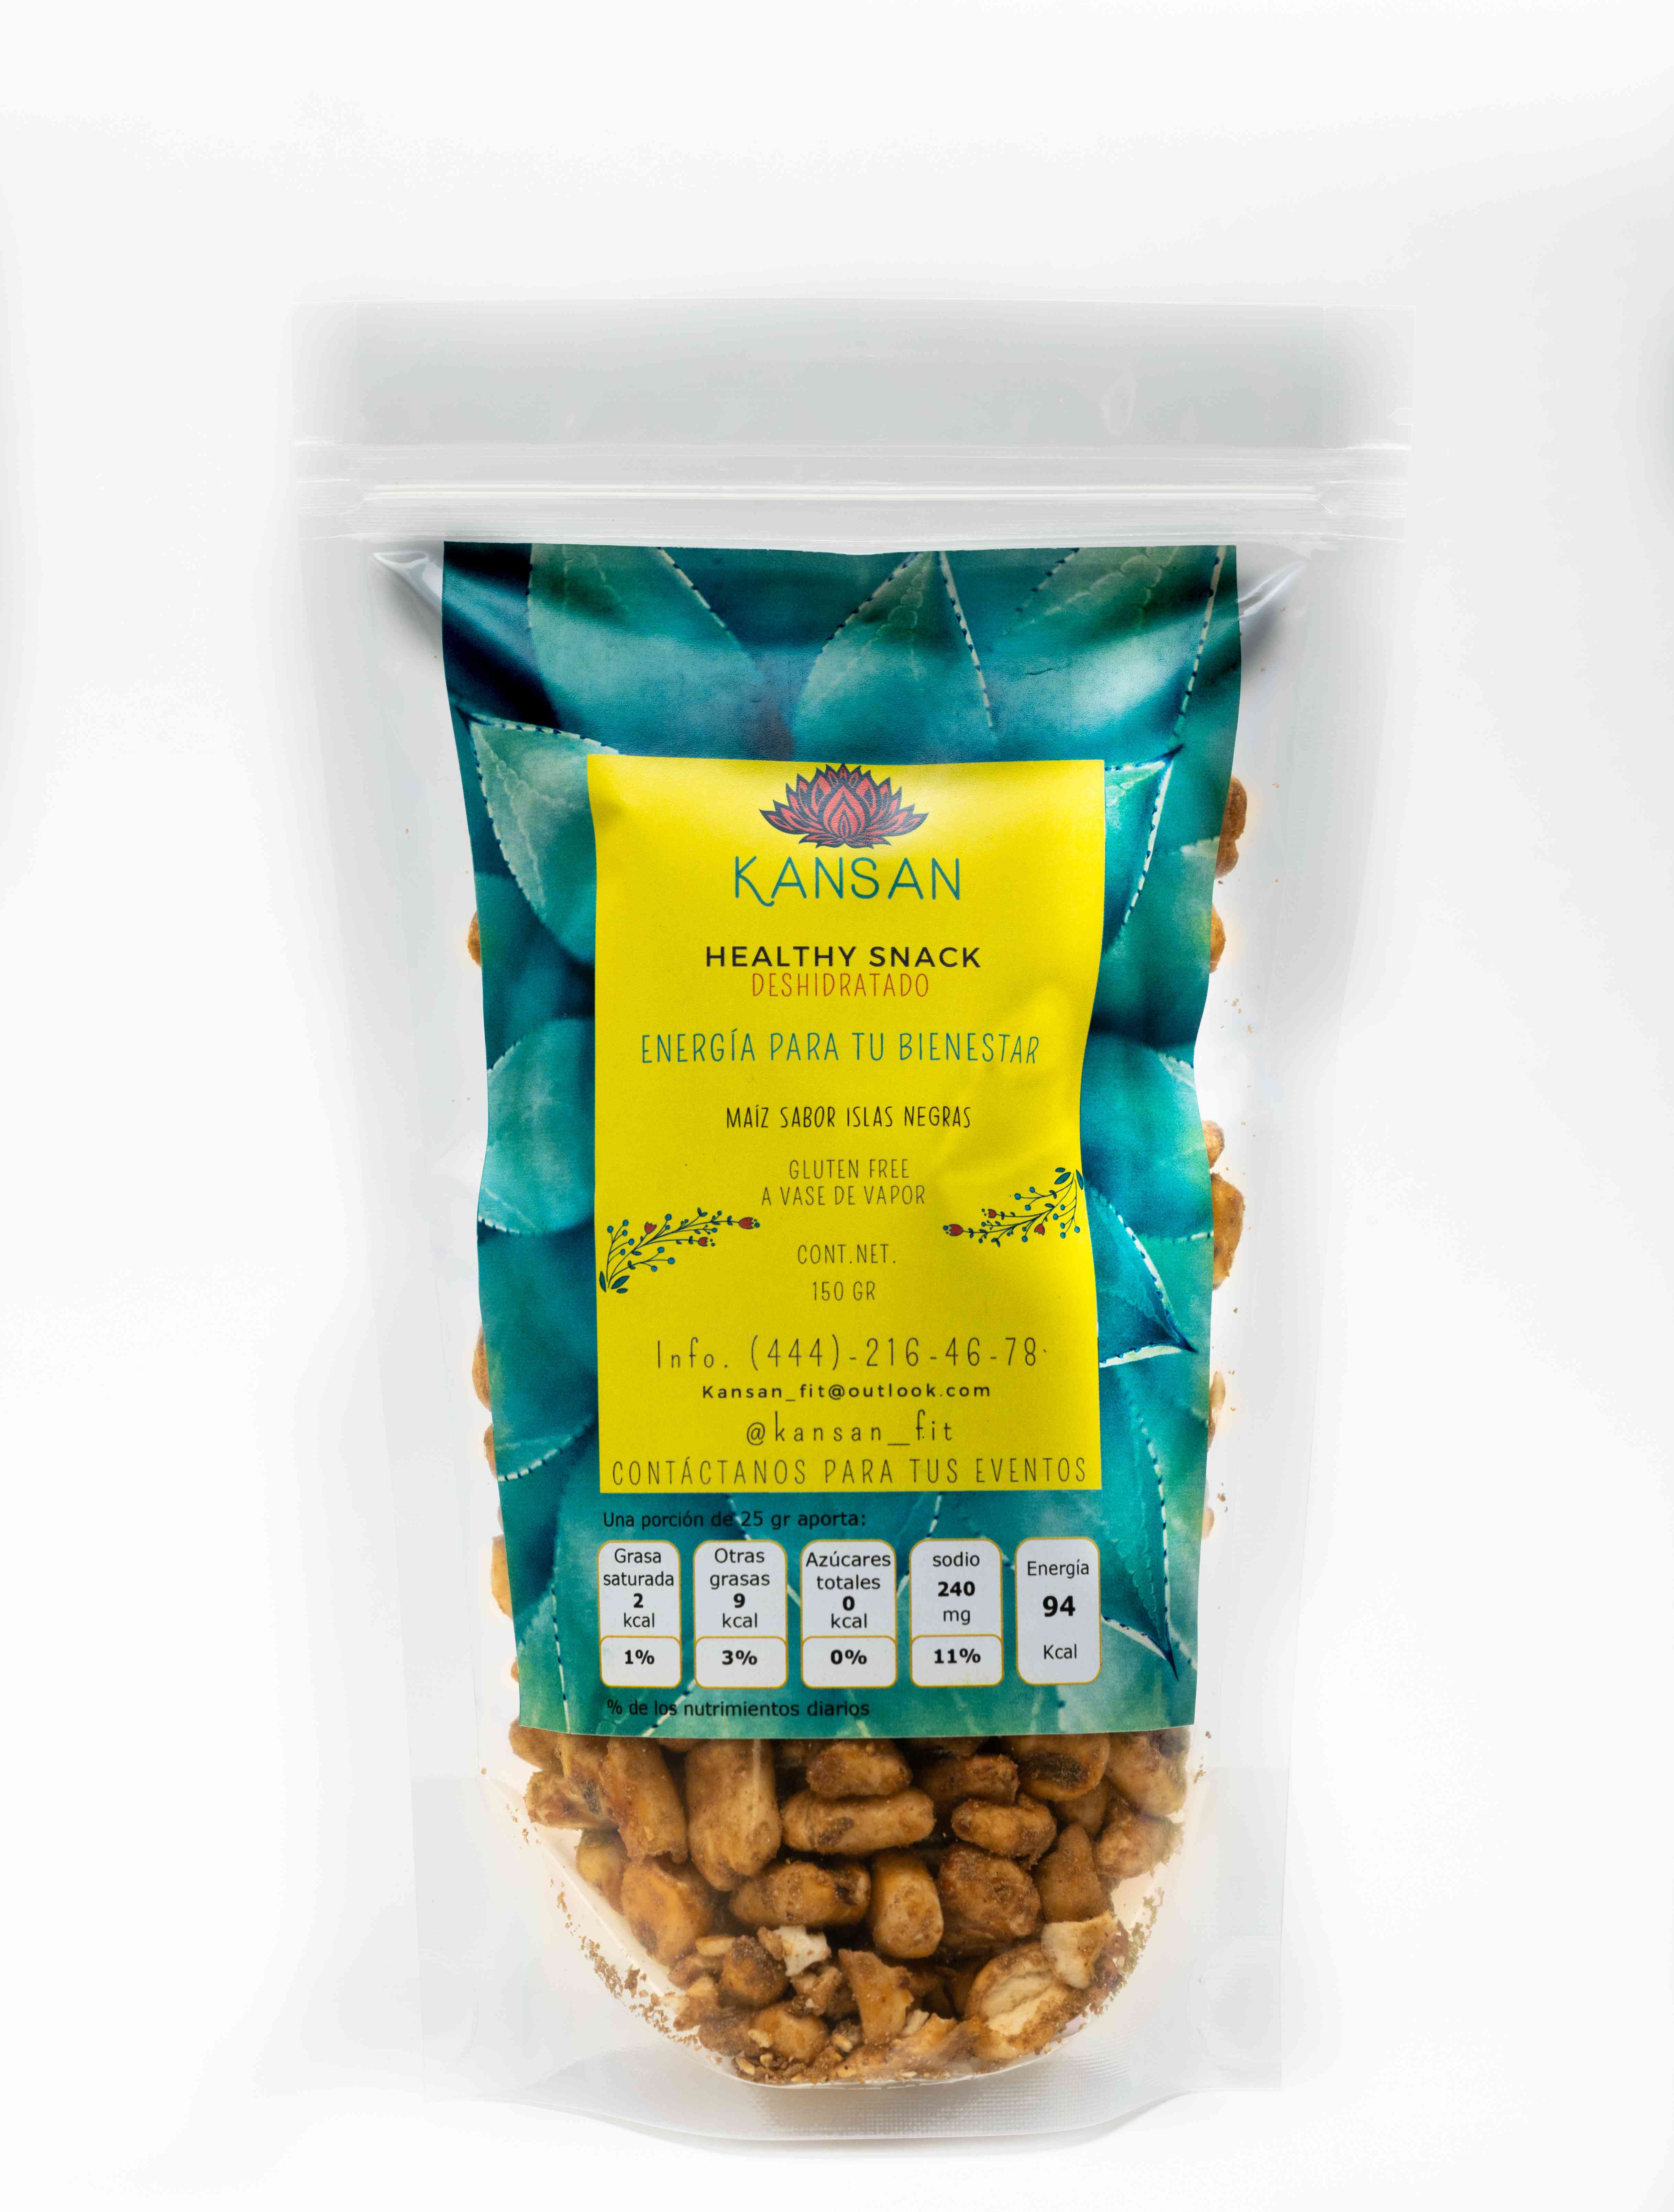 KANSAN
HEALTHY SNACK
DESHIDRATADO
ENERGÍA PARA TU BIENESTAR
MAÍZ SABOR ISLAS NEGRAS
GLUTEN FREE
A VASE DE VAPOR
CONT.NET.
150 GR
Info. (444)-216-46-78
Kansan_fit@outlook.com
@kansan_fit
CONTÁCTANOS PARA TUS EVENTOS
Una porción de 25 gr aporta:
Grasa saturada 2 kcal 1%
Otras grasas 9 kcal 3%
Azúcares totales 0 kcal 0%
sodio 240 mg 11%
Energía 94 Kcal
% de los nutrimientos diarios